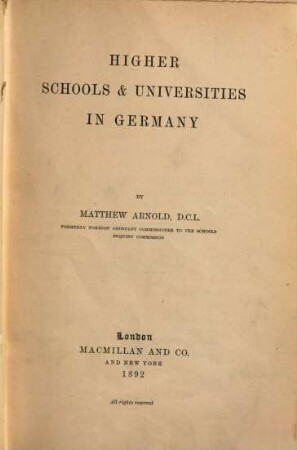 HIGHER
SCHOOLS & UNIVERSITIES
IN GERMANY
BY
MATTHEW ARNOLD, D.C.L.
FORMERLY FOREIGN ASSISTANT COMMISSIONER TO THE SCHOOLS
ENQUIRY COMMISSION
London
MACMILLAN AND CO.
AND NEW YORK
1892
All rights reserved